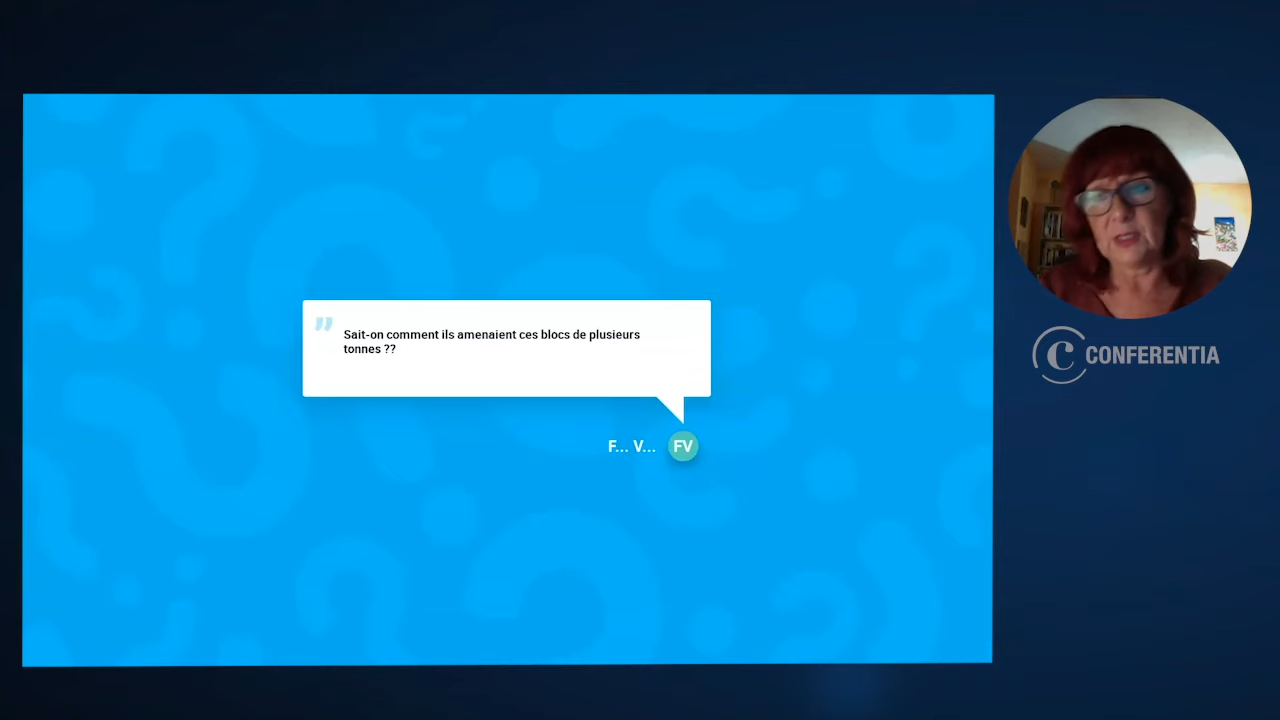 Sait-on comment ils amenaient ces blocs de plusieurs
tonnes ??
F... V... FV
C CONFERENTIA